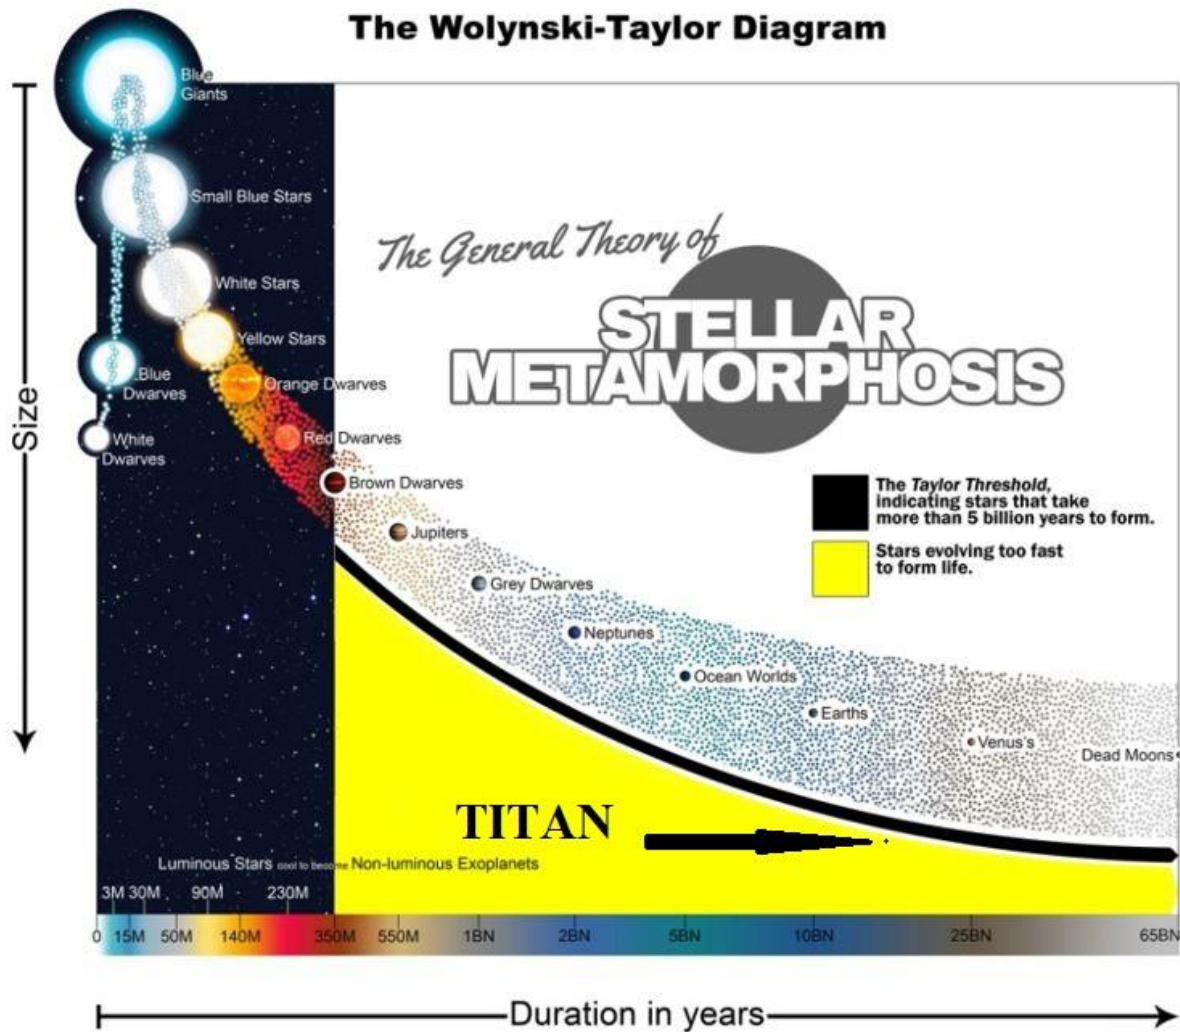 The Wolynski-Taylor Diagram
Blue
Giants
Small Blue Stars
White Stars
Yellow Stars
Blue
Dwarves
Orange Dwarves
White
Dwarves
Red Dwarves
Brown Dwarves
Jupiters
Grey Dwarves
Neptunes
Ocean Worlds
Earths
Venus's
Dead Moons
The General Theory of
STELLAR
METAMORPHOSIS
The Taylor Threshold,
indicating stars that take
more than 5 billion years to form.
Stars evolving too fast
to form life.
Size
TITAN
Luminous Stars cool to become Non-luminous Exoplanets
3M 30M 90M 230M
0 15M 50M 140M 350M 550M 1BN 2BN 5BN 10BN 25BN 65BN
Duration in years